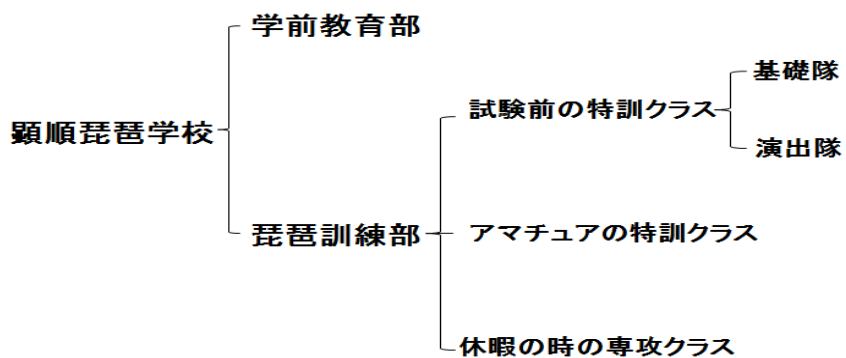 顕順琵琶学校
学前教育部
琵琶訓練部
試験前の特訓クラス
基礎隊
演出隊
アマチュアの特訓クラス
休暇の時の専攻クラス